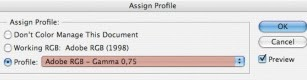 Assign Profile
Assign Profile:
Don't Color Manage This Document
Working RGB: Adobe RGB (1998)
Profile: Adobe RGB - Gamma 0,75
OK
Cancel
Preview